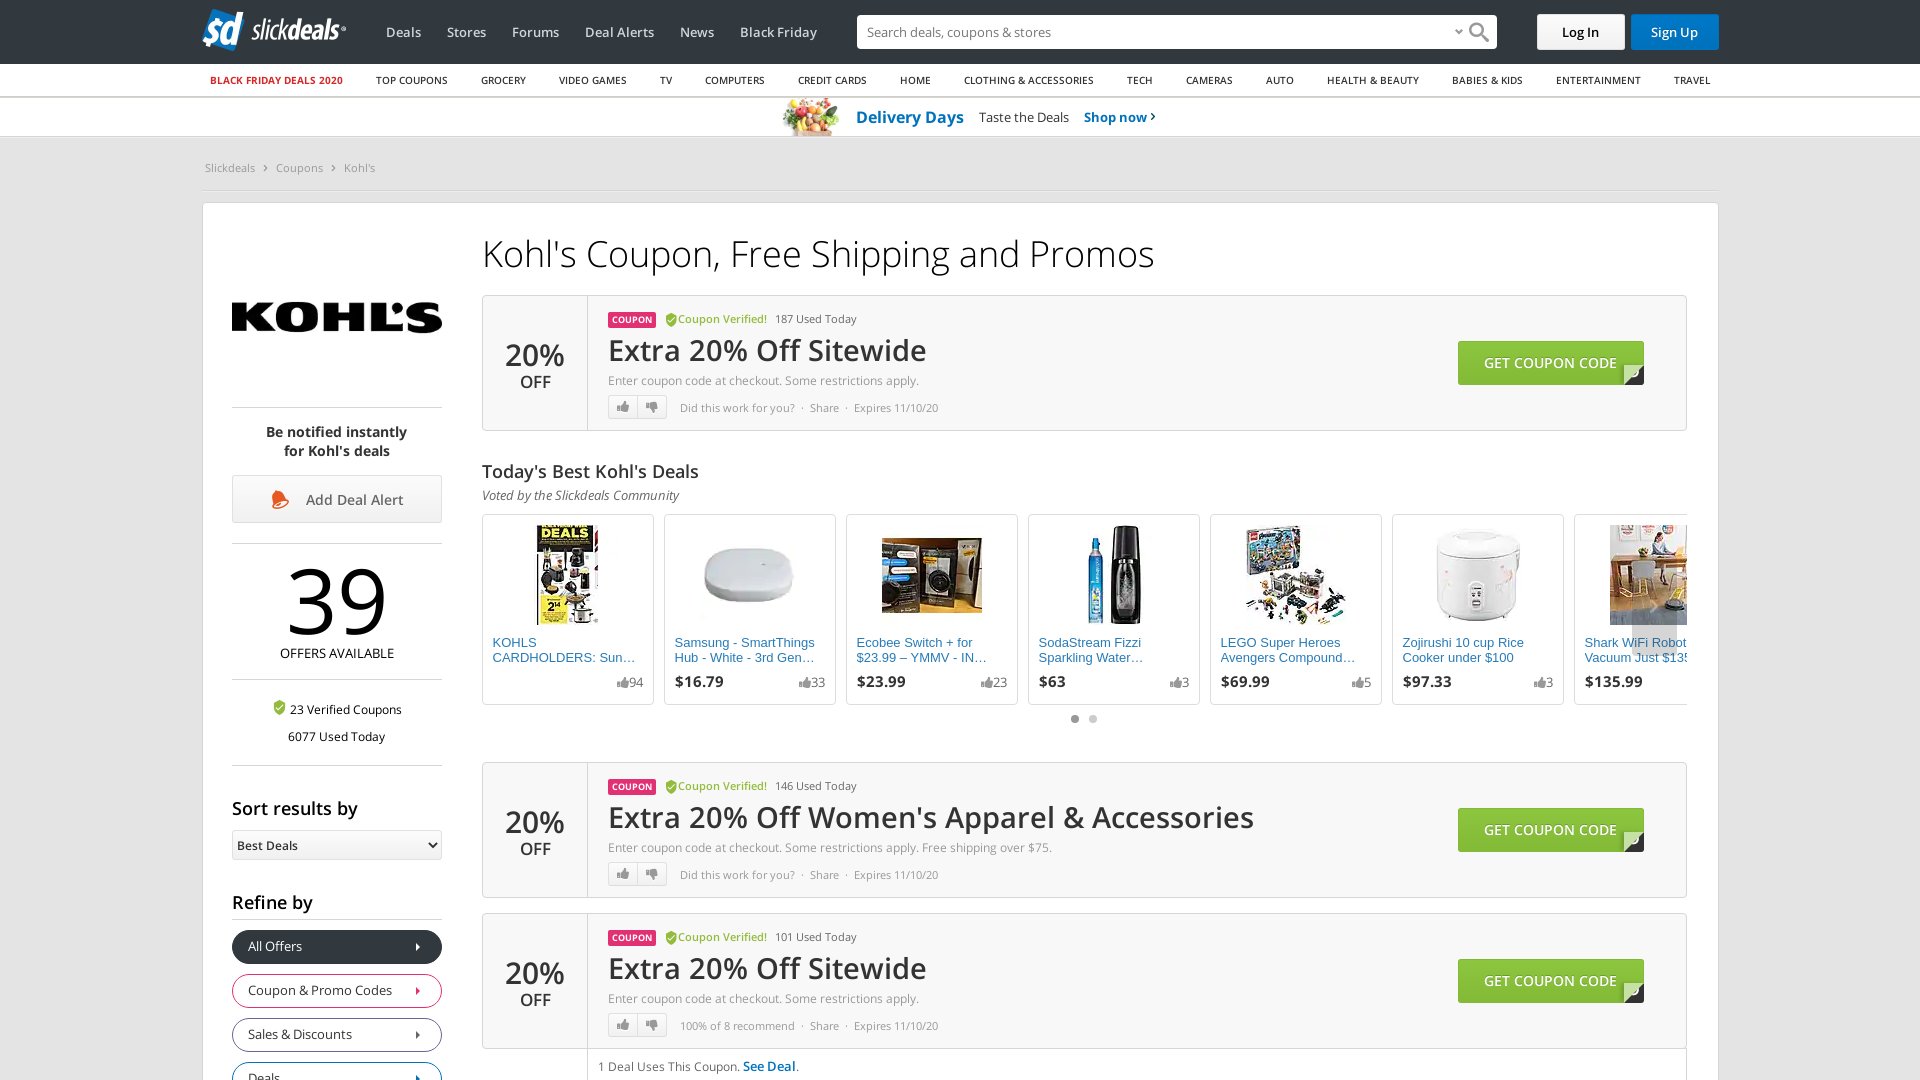 sd slickdeals
Deals
Stores
Forums
Deal Alerts
News
Black Friday
Search deals, coupons & stores
Log In
Sign Up
BLACK FRIDAY DEALS 2020
TOP COUPONS
GROCERY
VIDEO GAMES
TV
COMPUTERS
CREDIT CARDS
HOME
CLOTHING & ACCESSORIES
TECH
CAMERAS
AUTO
HEALTH & BEAUTY
BABIES & KIDS
ENTERTAINMENT
TRAVEL
Delivery Days Taste the Deals Shop now
Slickdeals > Coupons > Kohl's
KOHL'S
Be notified instantly
for Kohl's deals
Add Deal Alert
39
OFFERS AVAILABLE
23 Verified Coupons
6077 Used Today
Sort results by
Best Deals
Refine by
All Offers
Coupon & Promo Codes
Sales & Discounts
Deals
Kohl's Coupon, Free Shipping and Promos
20%
OFF
COUPON Coupon Verified! 187 Used Today
Extra 20% Off Sitewide
Enter coupon code at checkout. Some restrictions apply.
Did this work for you? · Share · Expires 11/10/20
GET COUPON CODE
Today's Best Kohl's Deals
Voted by the Slickdeals Community
DEALS
KOHLS
CARDHOLDERS: Sun…
94
Samsung - SmartThings
Hub - White - 3rd Gen…
$16.79 33
Ecobee Switch + for
$23.99 – YMMV - IN…
$23.99 23
SodaStream Fizzi
Sparkling Water…
$63 3
LEGO Super Heroes
Avengers Compound…
$69.99 5
Zojirushi 10 cup Rice
Cooker under $100
$97.33 3
Shark WiFi Robot
Vacuum Just $135
$135.99
20%
OFF
COUPON Coupon Verified! 146 Used Today
Extra 20% Off Women's Apparel & Accessories
Enter coupon code at checkout. Some restrictions apply. Free shipping over $75.
Did this work for you? · Share · Expires 11/10/20
GET COUPON CODE
20%
OFF
COUPON Coupon Verified! 101 Used Today
Extra 20% Off Sitewide
Enter coupon code at checkout. Some restrictions apply.
100% of 8 recommend · Share · Expires 11/10/20
GET COUPON CODE
1 Deal Uses This Coupon. See Deal.